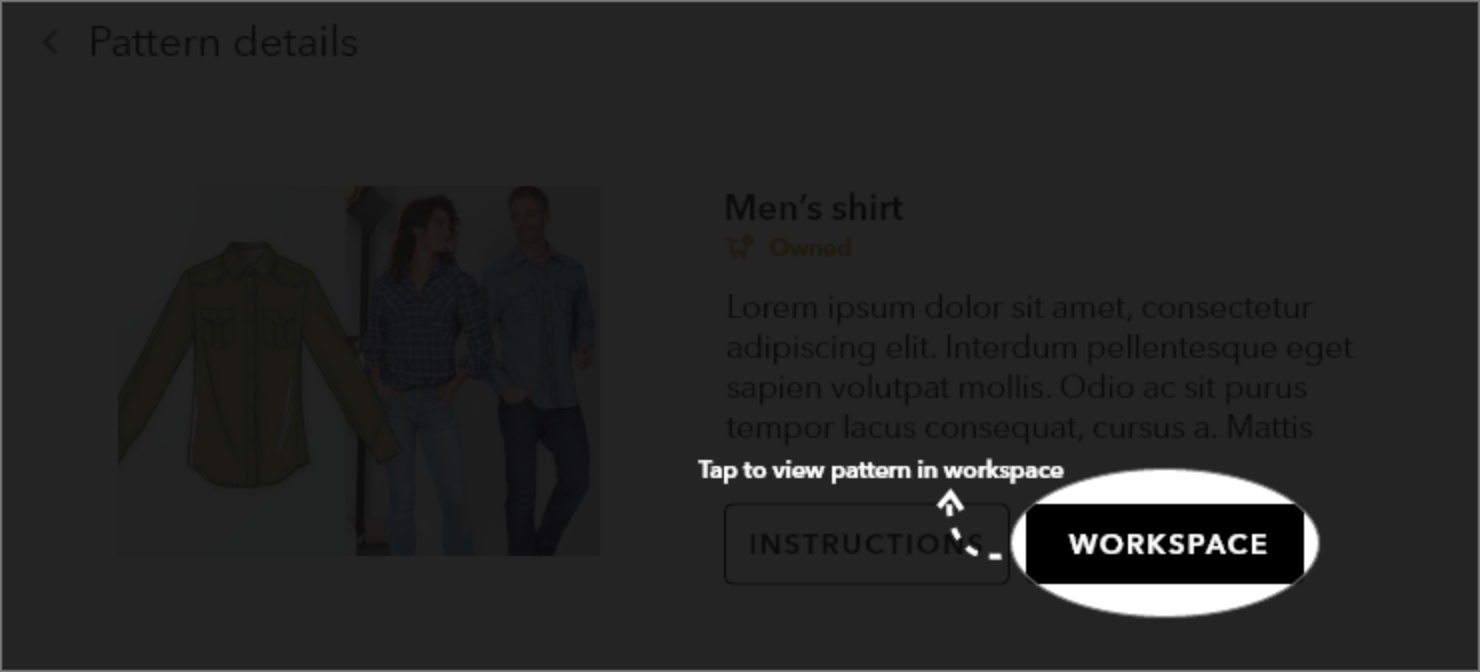 Pattern details
Men's shirt
Owned
Lorem ipsum dolor sit amet, consectetur
adipiscing elit. Interdum pellentesque eget
sapien volutpat mollis. Odio ac sit purus
tempor lacus consequat, cursus a. Mattis
Tap to view pattern in workspace
INSTRUCTIONS
WORKSPACE